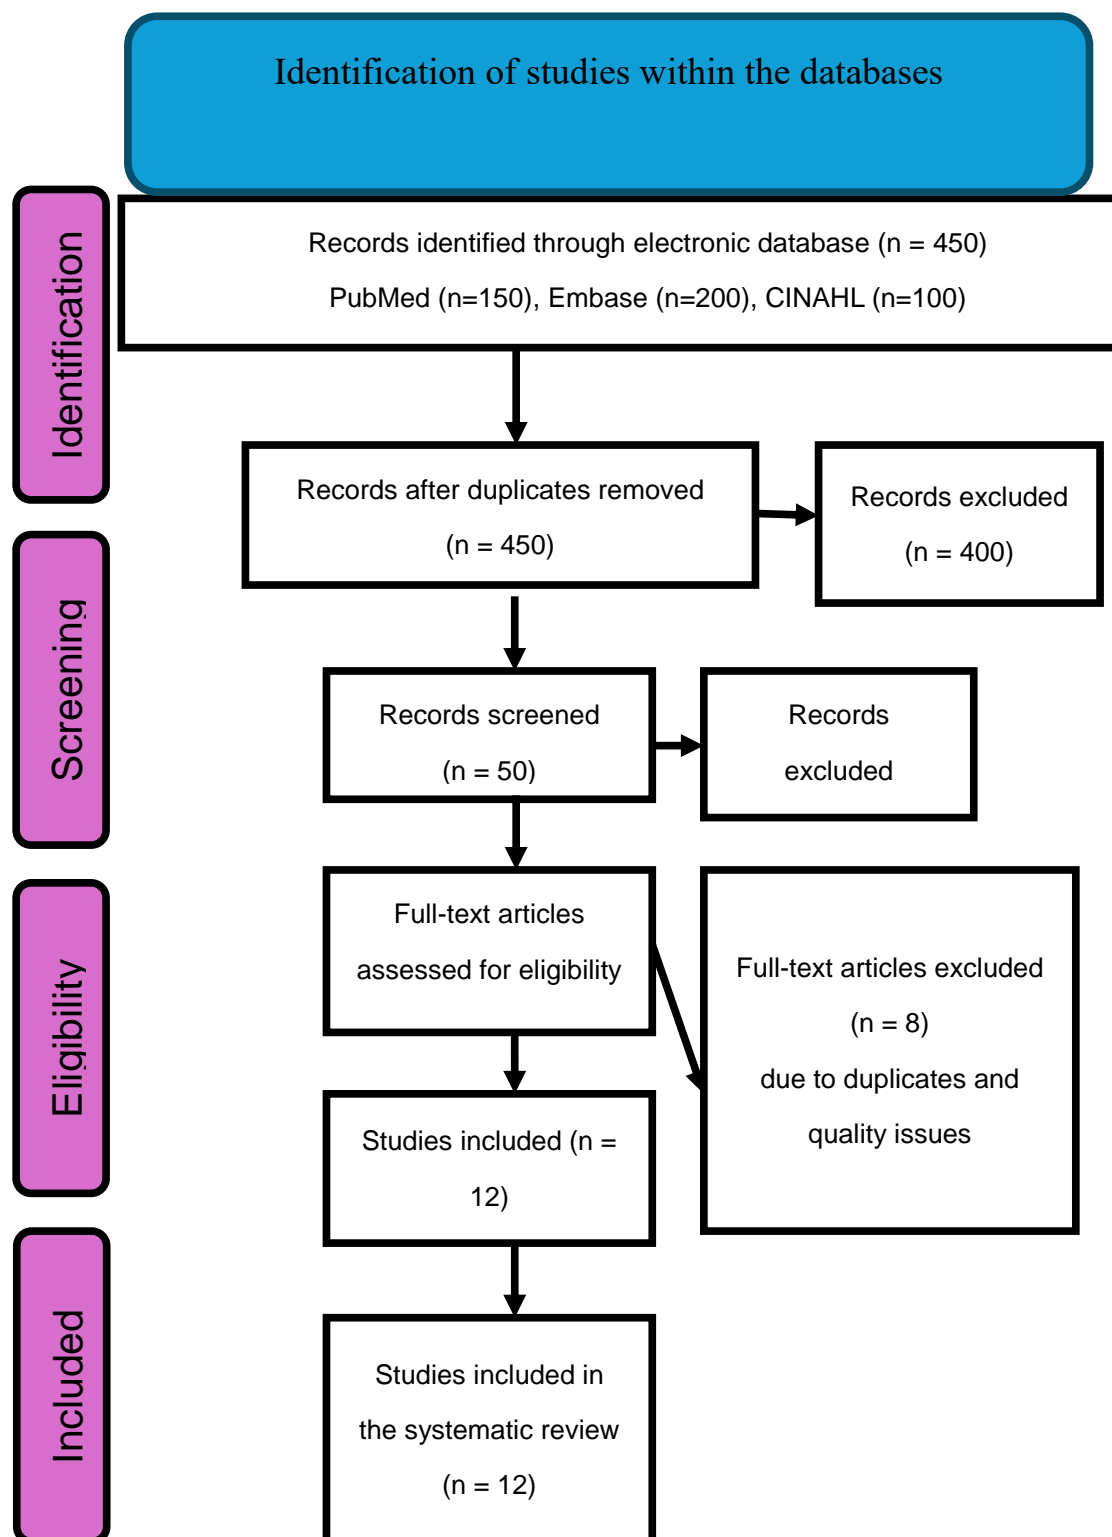 Identification of studies within the databases
Identification
Records identified through electronic database (n = 450)
PubMed (n=150), Embase (n=200), CINAHL (n=100)
Records after duplicates removed
(n = 450)
Records excluded
(n = 400)
Screening
Records screened
(n = 50)
Records
excluded
Eligibility
Full-text articles
assessed for eligibility
Full-text articles excluded
(n = 8)
due to duplicates and
quality issues
Studies included (n =
12)
Included
Studies included in
the systematic review
(n = 12)